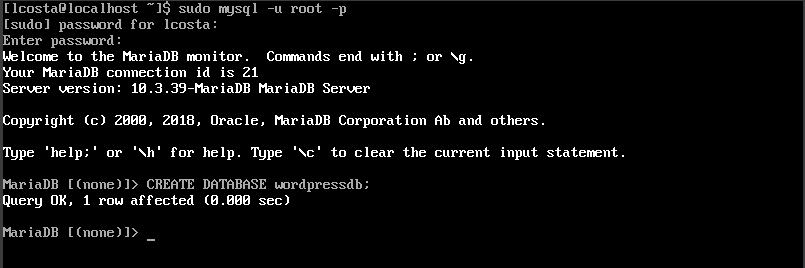 [lcosta@localhost ~]$ sudo mysql -u root -p
[sudo] password for lcosta:
Enter password:
Welcome to the MariaDB monitor.  Commands end with ; or \g.
Your MariaDB connection id is 21
Server version: 10.3.39-MariaDB MariaDB Server
Copyright (c) 2000, 2018, Oracle, MariaDB Corporation Ab and others.
Type 'help;' or '\h' for help. Type '\c' to clear the current input statement.
MariaDB [(none)]> CREATE DATABASE wordpressdb;
Query OK, 1 row affected (0.000 sec)
MariaDB [(none)]> _